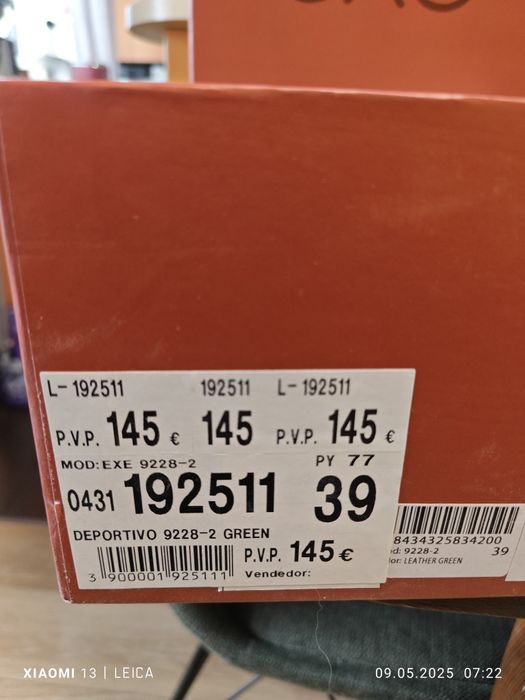 L- 192511 192511 L- 192511
P.V.P. 145 € 145 P.V.P. 145 €
MOD:EXE 9228-2 PY 77
0431 192511 39
DEPORTIVO 9228-2 GREEN
P.V.P. 145 €
3 900001 925111
Vendedor:
8434325834200
d: 9228-2 39
lor: LEATHER GREEN
XIAOMI 13 | LEICA
09.05.2025 07:22